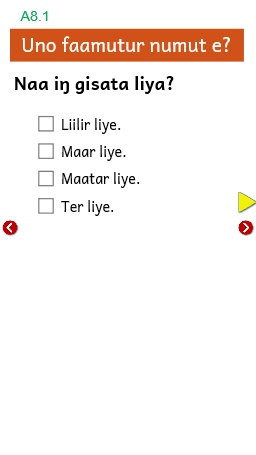 A8.1
Uno faamutur numut e?
Naa iŋ gisata liya?
Liilir liye.
Maar liye.
Maatar liye.
Ter liye.